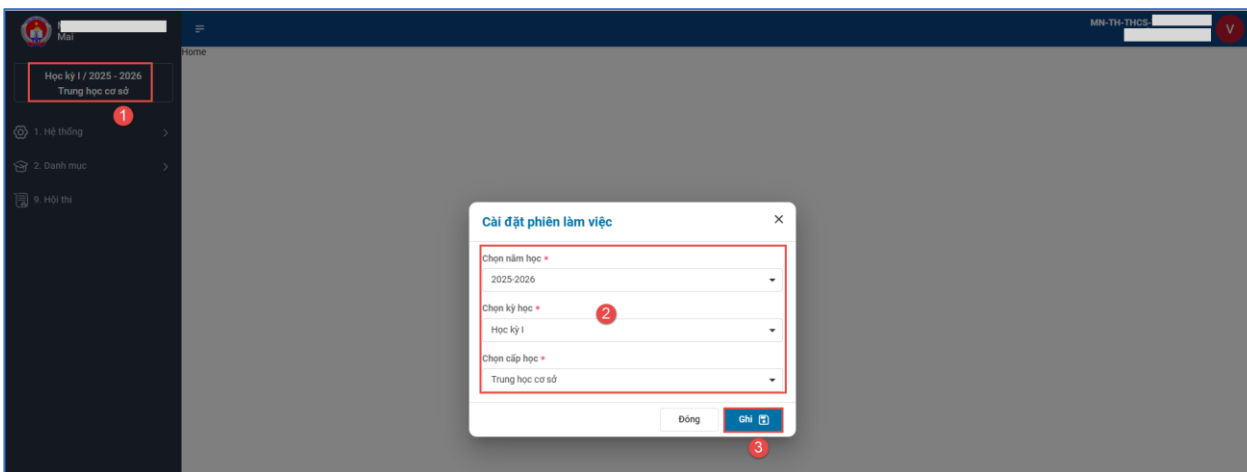 Mai
MN-TH-THCS-
V
Home
Học kỳ I / 2025 - 2026
Trung học cơ sở
1
1. Hệ thống
2. Danh mục
9. Hội thi
Cài đặt phiên làm việc
Chọn năm học *
2025-2026
Chọn kỳ học *
2
Học kỳ I
Chọn cấp học *
Trung học cơ sở
Đóng
Ghi
3